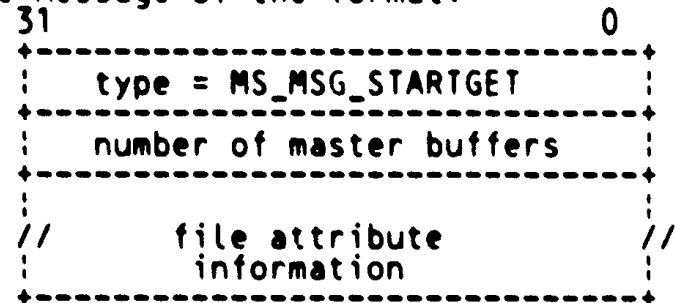 31 0
+-----------------------------------+
: type = MS_MSG_STARTGET :
+-----------------------------------+
: number of master buffers :
+-----------------------------------+
: :
// file attribute //
: information :
+-----------------------------------+